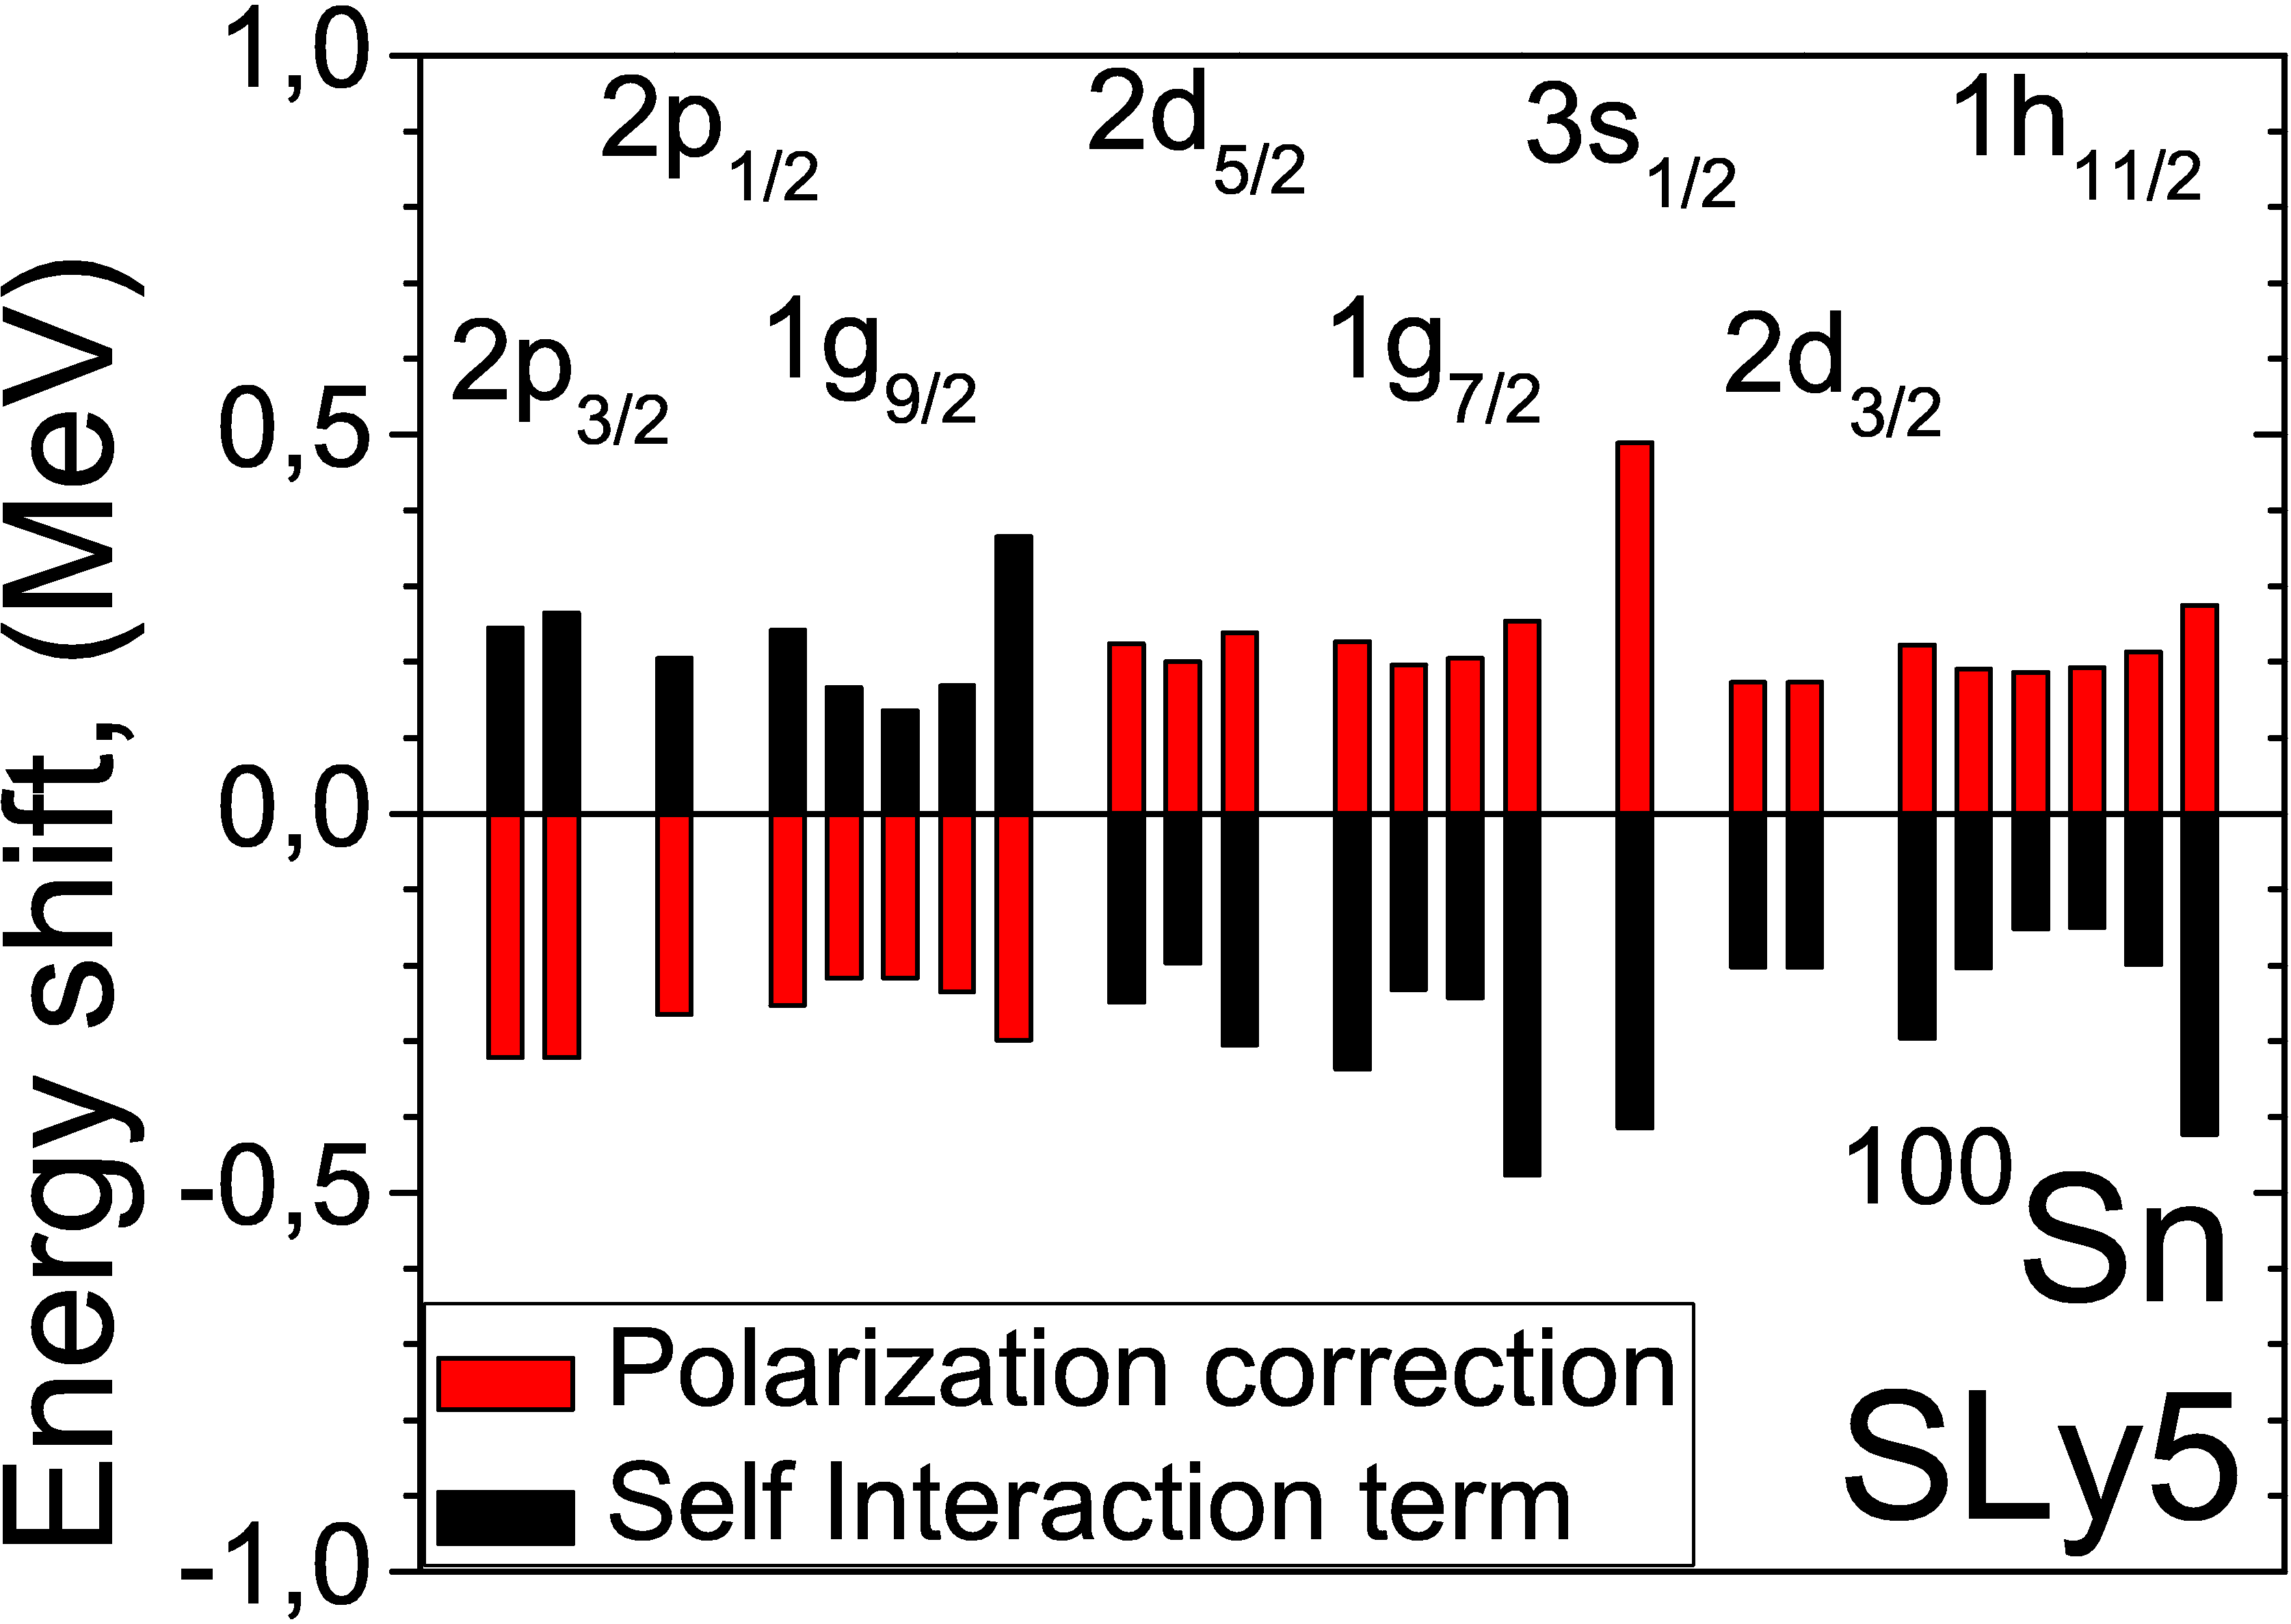 Energy shift, (MeV)
1,0
0,5
0,0
-0,5
-1,0
2p1/2
2d5/2
3s1/2
1h11/2
2p3/2
1g9/2
1g7/2
2d3/2
100Sn
SLy5
Polarization correction
Self Interaction term